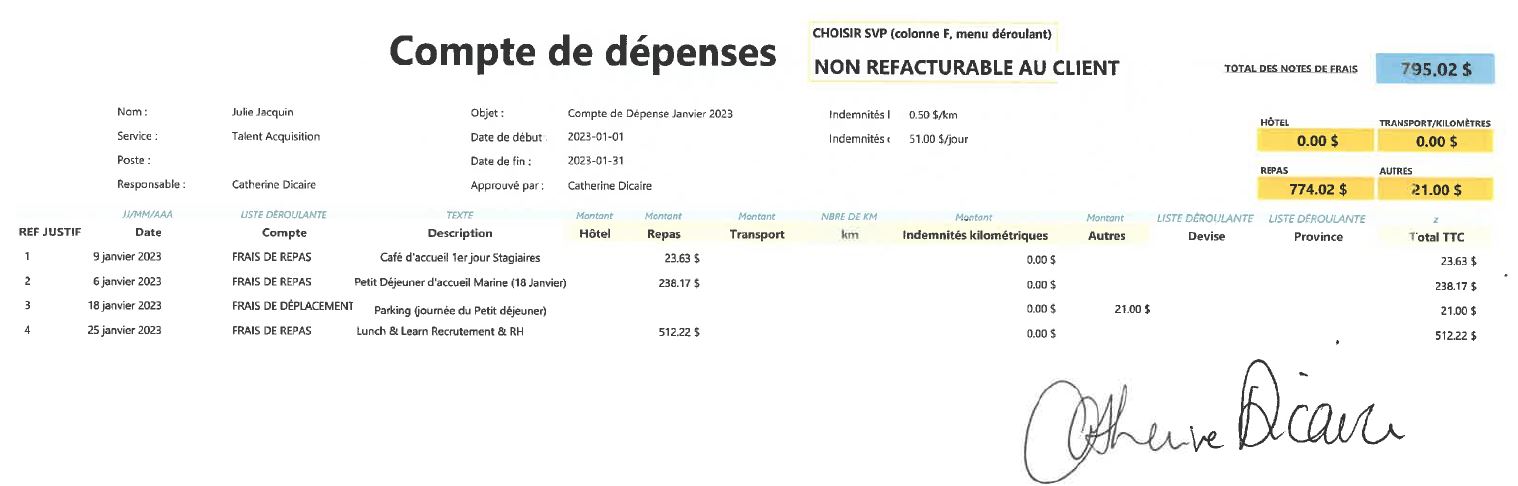 Compte de dépenses
CHOISIR SVP (colonne F, menu déroulant)
NON REFACTURABLE AU CLIENT
TOTAL DES NOTES DE FRAIS 795.02 $
Nom : Julie Jacquin Objet : Compte de Dépense Janvier 2023 Indemnités l 0.50 $/km
Service : Talent Acquisition Date de début : 2023-01-01 Indemnités c 51.00 $/jour
Poste : Date de fin : 2023-01-31
Responsable : Catherine Dicaire Approuvé par : Catherine Dicaire
HÔTEL TRANSPORT/KILOMÈTRES
0.00 $ 0.00 $
REPAS AUTRES
774.02 $ 21.00 $
JJ/MM/AAA LISTE DÉROULANTE TEXTE Montant Montant Montant NBRE DE KM Montant Montant LISTE DÉROULANTE LISTE DÉROULANTE z
REF JUSTIF Date Compte Description Hôtel Repas Transport km Indemnités kilométriques Autres Devise Province Total TTC
1 9 janvier 2023 FRAIS DE REPAS Café d'accueil 1er jour Stagiaires 23.63 $ 0.00 $ 23.63 $
2 6 janvier 2023 FRAIS DE REPAS Petit Déjeuner d'accueil Marine (18 Janvier) 238.17 $ 0.00 $ 238.17 $
3 18 janvier 2023 FRAIS DE DÉPLACEMENT Parking (journée du Petit déjeuner) 0.00 $ 21.00 $ 21.00 $
4 25 janvier 2023 FRAIS DE REPAS Lunch & Learn Recrutement & RH 512.22 $ 0.00 $ 512.22 $
Catherine Dicaire